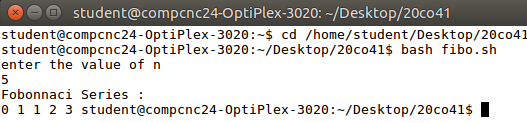 student@compcnc24-OptiPlex-3020: ~/Desktop/20co41
student@compcnc24-OptiPlex-3020:~$ cd /home/student/Desktop/20co41
student@compcnc24-OptiPlex-3020:~/Desktop/20co41$ bash fibo.sh
enter the value of n
5
Fobonnaci Series :
0 1 1 2 3 student@compcnc24-OptiPlex-3020:~/Desktop/20co41$